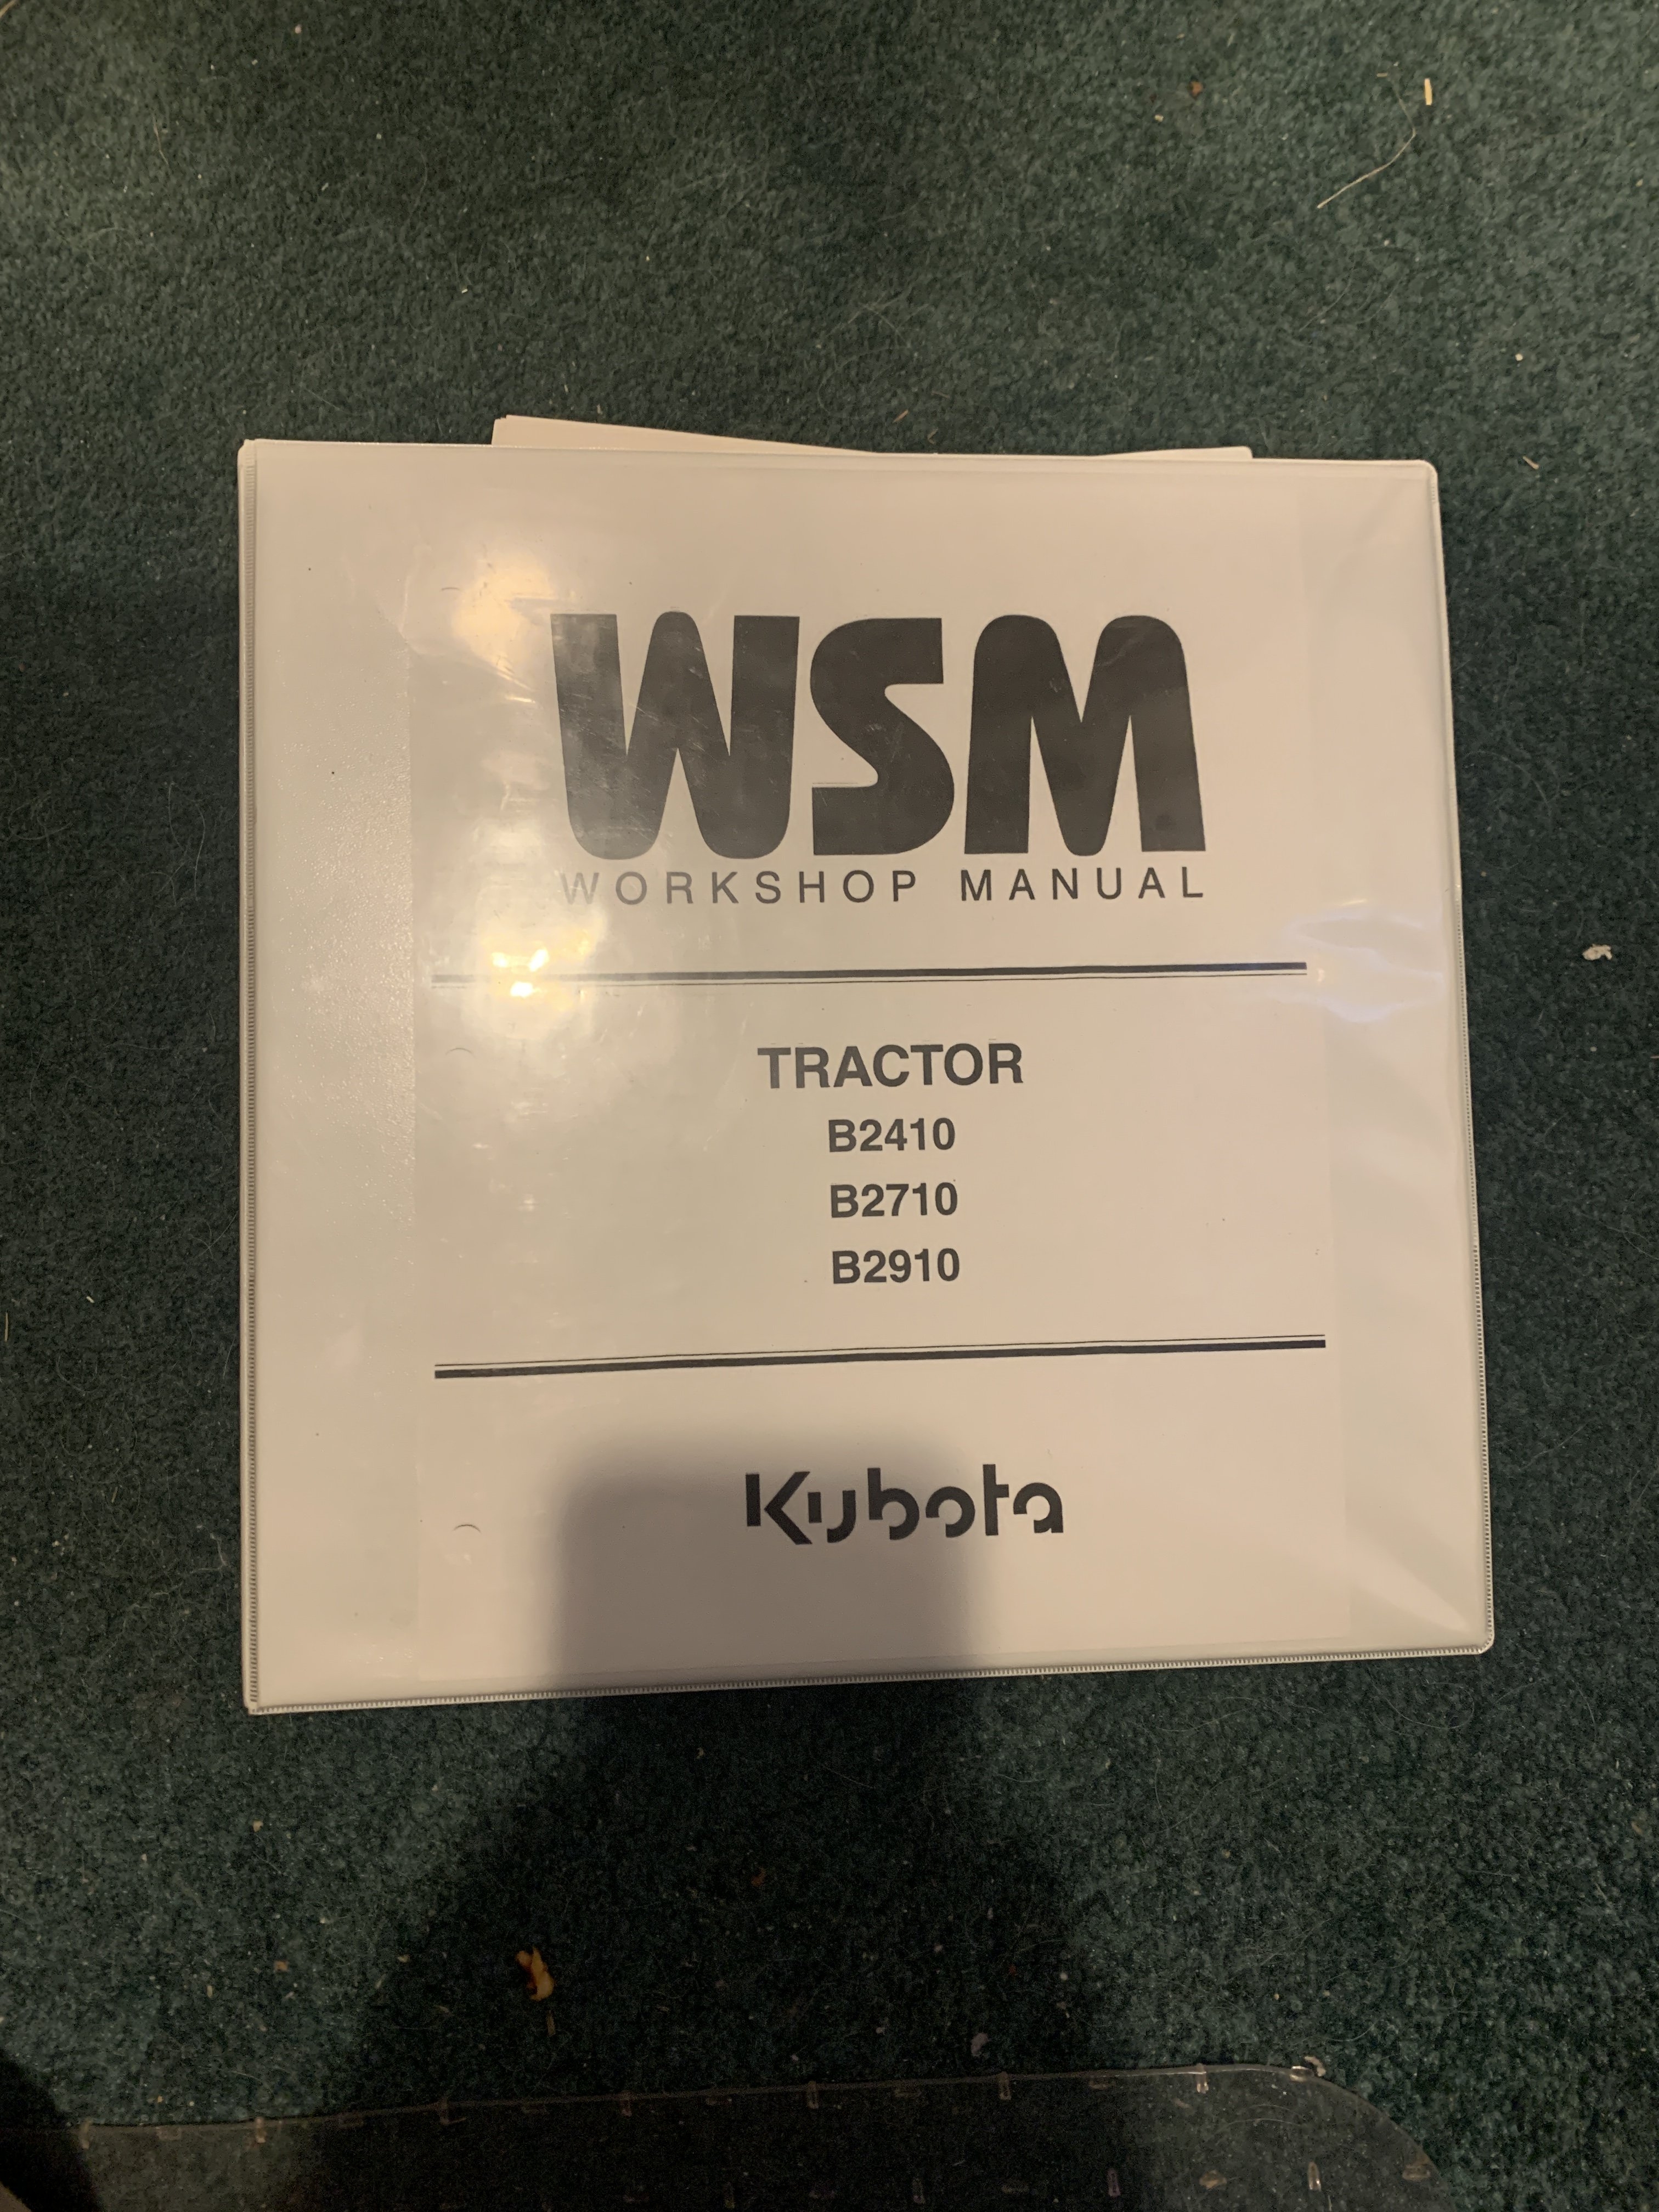 WSM
WORKSHOP MANUAL
TRACTOR
B2410
B2710
B2910
Kubota